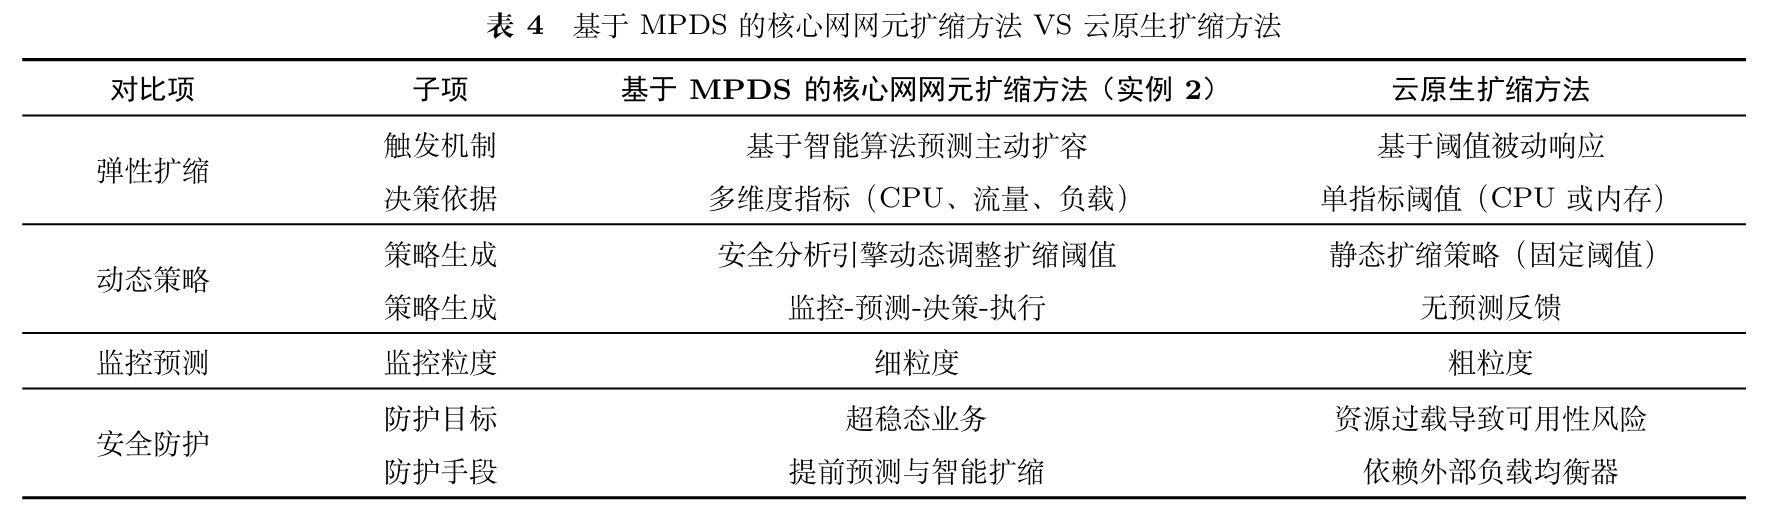 表 4 基于 MPDS 的核心网网元扩缩方法 VS 云原生扩缩方法
对比项 子项 基于 MPDS 的核心网网元扩缩方法（实例 2） 云原生扩缩方法
弹性扩缩 触发机制 基于智能算法预测主动扩容 基于阈值被动响应
决策依据 多维度指标（CPU、流量、负载） 单指标阈值（CPU 或内存）
动态策略 策略生成 安全分析引擎动态调整扩缩阈值 静态扩缩策略（固定阈值）
策略生成 监控-预测-决策-执行 无预测反馈
监控预测 监控粒度 细粒度 粗粒度
安全防护 防护目标 超稳态业务 资源过载导致可用性风险
防护手段 提前预测与智能扩缩 依赖外部负载均衡器